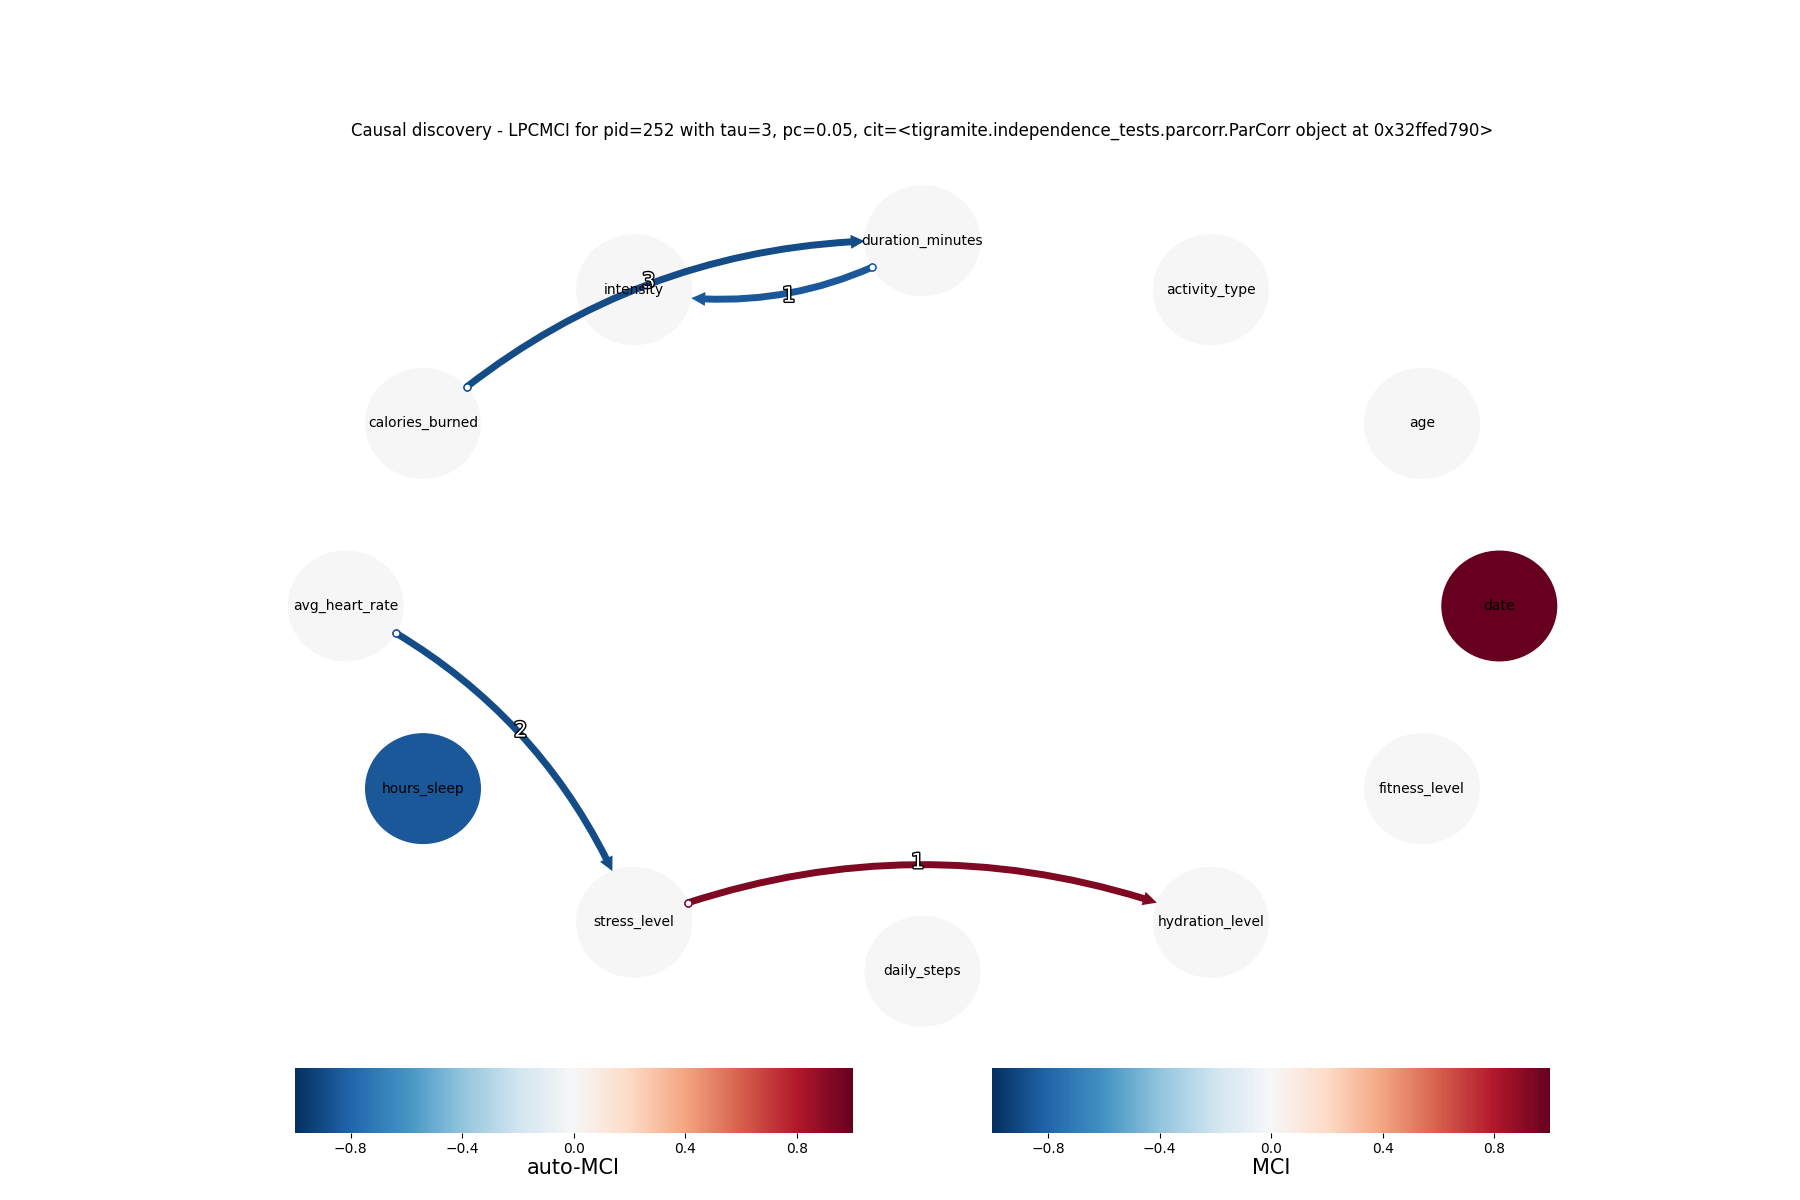 Causal discovery - LPCMCI for pid=252 with tau=3, pc=0.05, cit=<tigramite.independence_tests.parcorr.ParCorr object at 0x32ffed790>
duration_minutes
intensity
3
1
activity_type
calories_burned
age
avg_heart_rate
date
2
hours_sleep
fitness_level
1
stress_level
hydration_level
daily_steps
−0.8 −0.4 0.0 0.4 0.8
auto-MCI
−0.8 −0.4 0.0 0.4 0.8
MCI